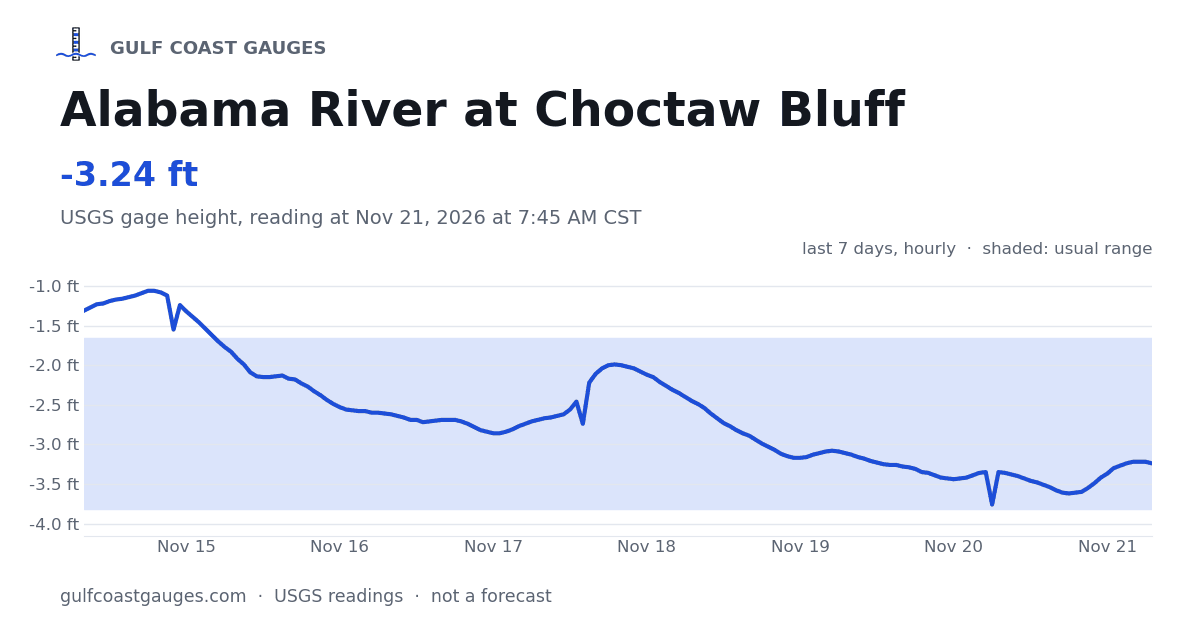 GULF COAST GAUGES
Alabama River at Choctaw Bluff
-3.24 ft
USGS gage height, reading at Nov 21, 2026 at 7:45 AM CST
last 7 days, hourly · shaded: usual range
-1.0 ft
-1.5 ft
-2.0 ft
-2.5 ft
-3.0 ft
-3.5 ft
-4.0 ft
Nov 15 Nov 16 Nov 17 Nov 18 Nov 19 Nov 20 Nov 21
gulfcoastgauges.com · USGS readings · not a forecast